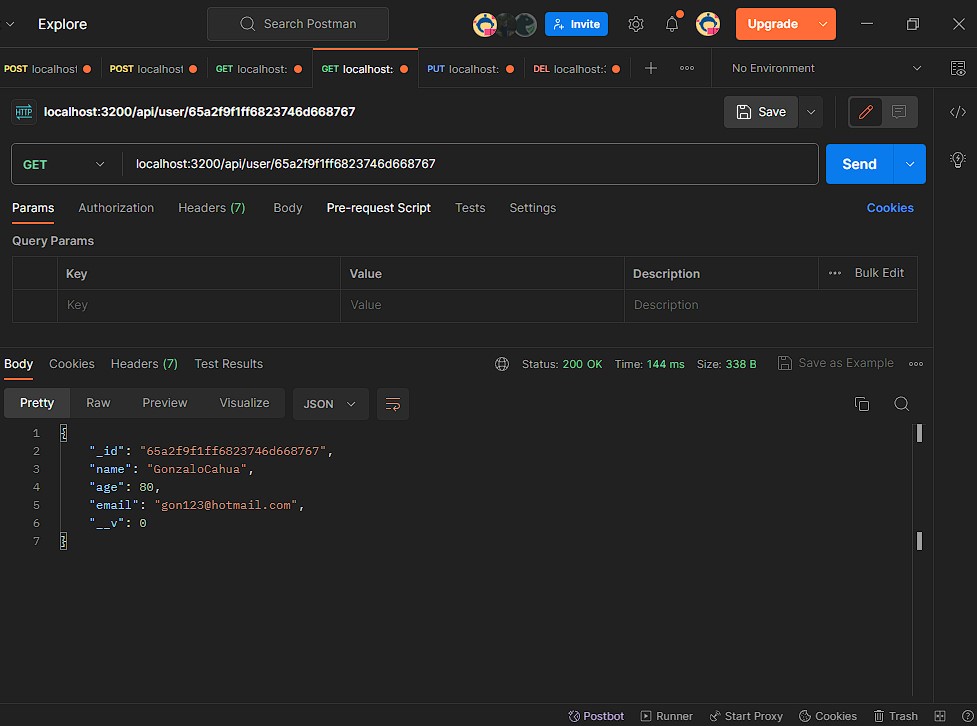 Explore
Search Postman
Invite
Upgrade
POST localhost
POST localhost
GET localhost:
GET localhost:
PUT localhost:
DEL localhost:
No Environment
HTTP
localhost:3200/api/user/65a2f9f1ff6823746d668767
Save
GET
localhost:3200/api/user/65a2f9f1ff6823746d668767
Send
Params Authorization Headers (7) Body Pre-request Script Tests Settings Cookies
Query Params
Key Value Description Bulk Edit
Key Value Description
Body Cookies Headers (7) Test Results Status: 200 OK Time: 144 ms Size: 338 B Save as Example
Pretty Raw Preview Visualize JSON
1 {
2 "_id": "65a2f9f1ff6823746d668767",
3 "name": "GonzaloCahua",
4 "age": 80,
5 "email": "gon123@hotmail.com",
6 "__v": 0
7 }
Postbot Runner Start Proxy Cookies Trash